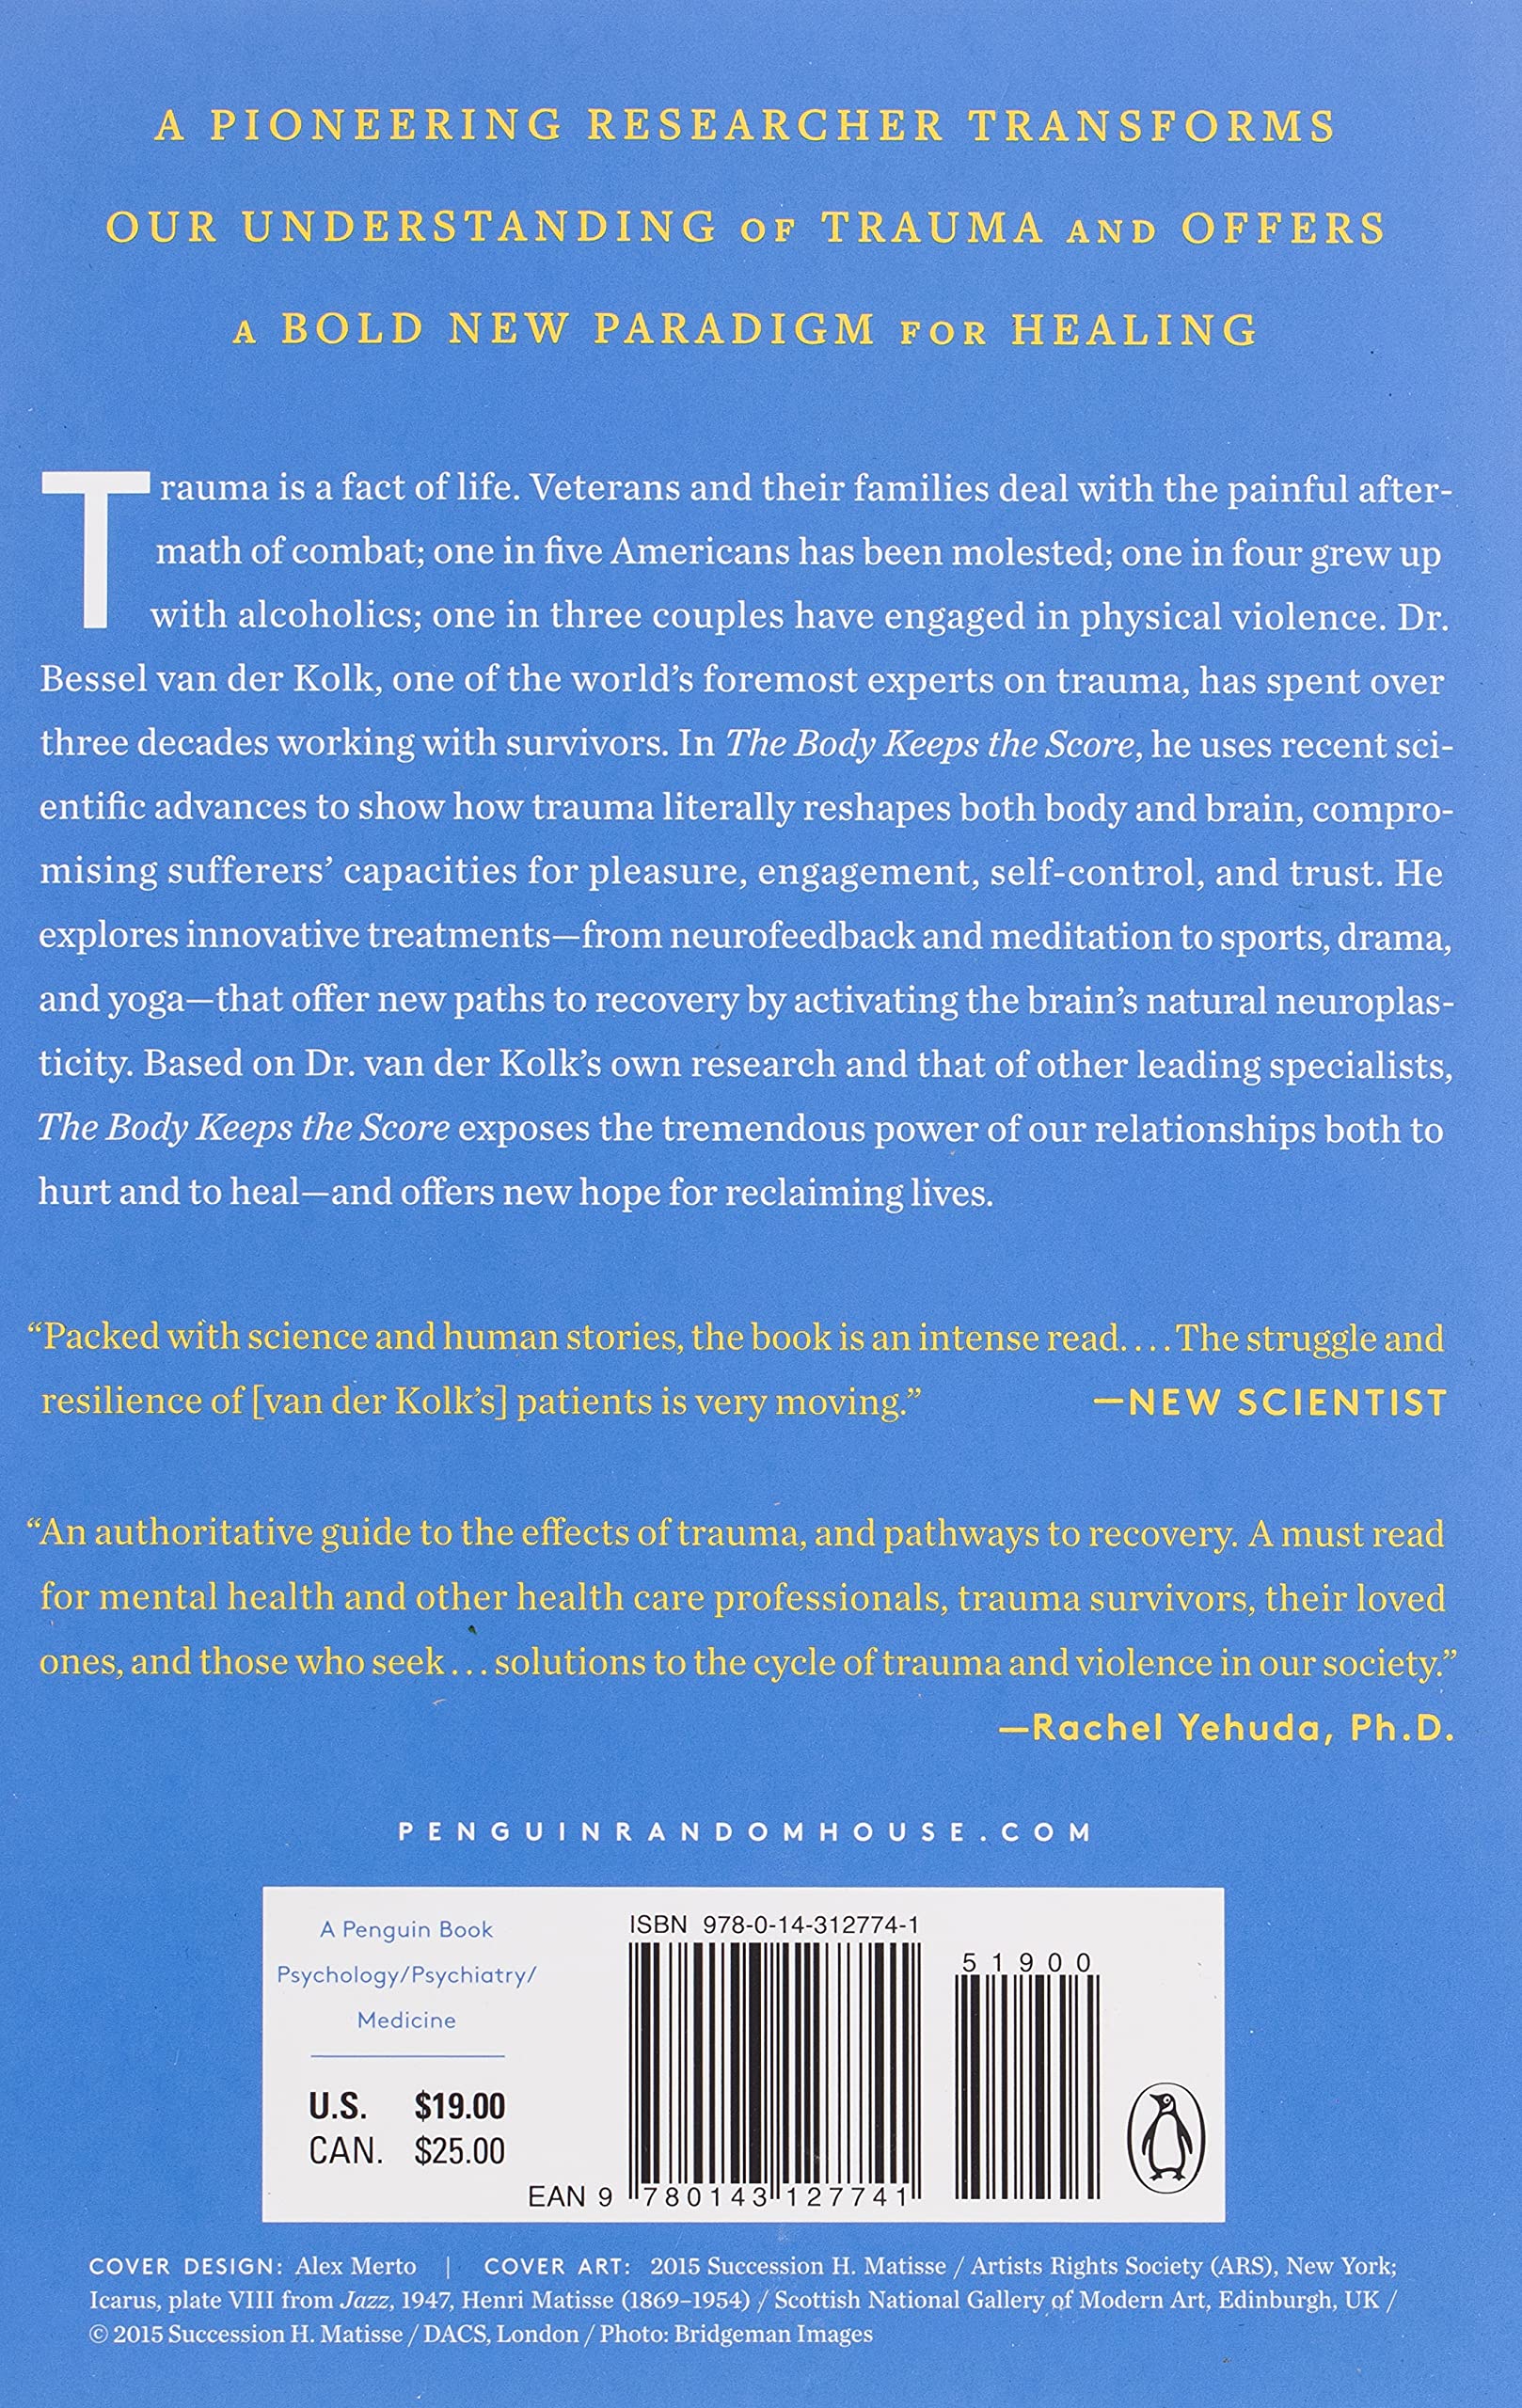 A PIONEERING RESEARCHER TRANSFORMS
OUR UNDERSTANDING OF TRAUMA AND OFFERS
A BOLD NEW PARADIGM FOR HEALING
Trauma is a fact of life. Veterans and their families deal with the painful after-
math of combat; one in five Americans has been molested; one in four grew up
with alcoholics; one in three couples have engaged in physical violence. Dr.
Bessel van der Kolk, one of the world’s foremost experts on trauma, has spent over
three decades working with survivors. In The Body Keeps the Score, he uses recent sci-
entific advances to show how trauma literally reshapes both body and brain, compro-
mising sufferers’ capacities for pleasure, engagement, self-control, and trust. He
explores innovative treatments—from neurofeedback and meditation to sports, drama,
and yoga—that offer new paths to recovery by activating the brain’s natural neuroplas-
ticity. Based on Dr. van der Kolk’s own research and that of other leading specialists,
The Body Keeps the Score exposes the tremendous power of our relationships both to
hurt and to heal—and offers new hope for reclaiming lives.
“Packed with science and human stories, the book is an intense read. . . . The struggle and
resilience of [van der Kolk’s] patients is very moving.” —NEW SCIENTIST
“An authoritative guide to the effects of trauma, and pathways to recovery. A must read
for mental health and other health care professionals, trauma survivors, their loved
ones, and those who seek . . . solutions to the cycle of trauma and violence in our society.”
—Rachel Yehuda, Ph.D.
PENGUINRANDOMHOUSE.COM
A Penguin Book
Psychology/Psychiatry/
Medicine
U.S. $19.00
CAN. $25.00
ISBN 978-0-14-312774-1
51900
EAN 9 780143 127741
COVER DESIGN: Alex Merto | COVER ART: 2015 Succession H. Matisse / Artists Rights Society (ARS), New York;
Icarus, plate VIII from Jazz, 1947, Henri Matisse (1869–1954) / Scottish National Gallery of Modern Art, Edinburgh, UK /
© 2015 Succession H. Matisse / DACS, London / Photo: Bridgeman Images